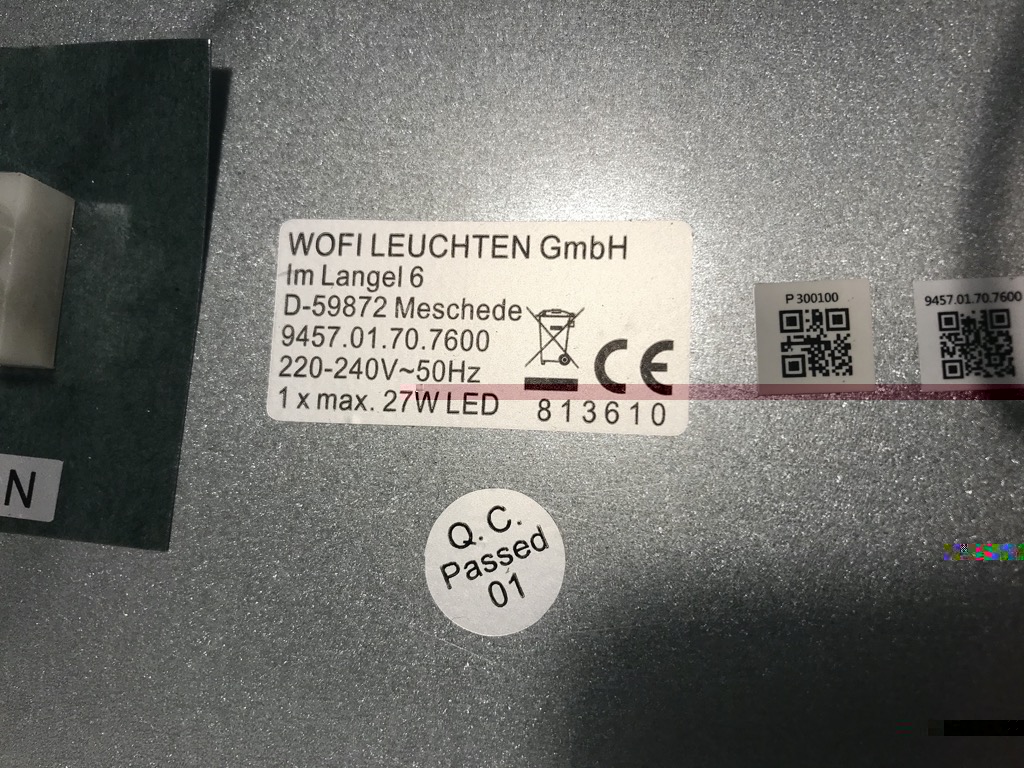 WOFI LEUCHTEN GmbH
Im Langel 6
D-59872 Meschede
9457.01.70.7600
220-240V~50Hz
1 x max. 27W LED
CE
813610
P 300100
9457.01.70.7600
N
Q.C.
Passed
01